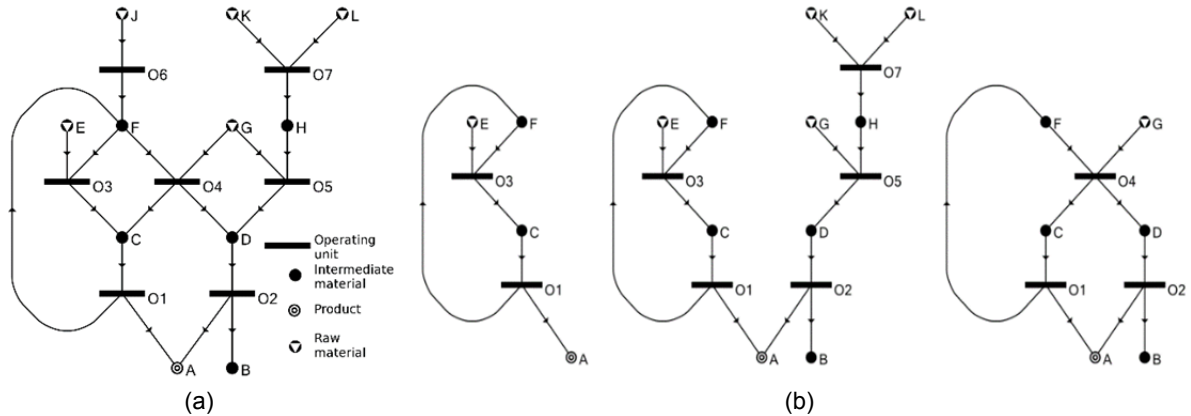 J
K
L
O6
O7
E
F
G
H
O3
O4
O5
C
D
O1
O2
A
B
Operating
unit
Intermediate
material
Product
Raw
material
(a)
E
F
O3
C
O1
A
K
L
O7
E
F
G
H
O3
O5
C
D
O1
O2
A
B
F
G
O4
C
D
O1
O2
A
B
(b)